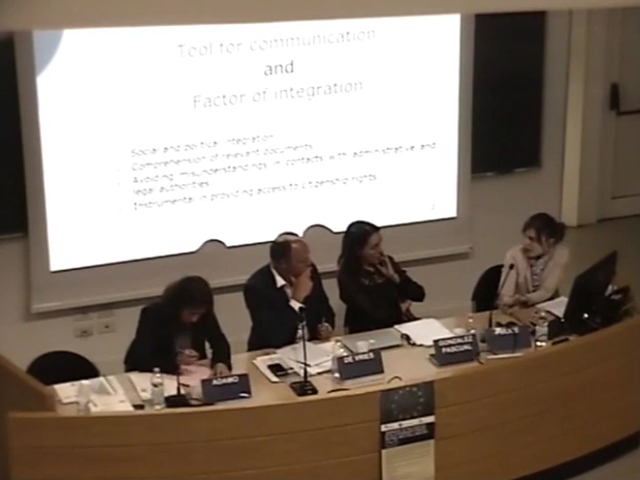 Tool for communication
and
Factor of integration
Social and political integration
Comprehension of relevant documents
Avoiding misunderstandings in contacts with administrative and
legal authorities
Instrumental in providing access to citizenship rights
ADAMO
DE VRIES
GONZALEZ
PASCUAL